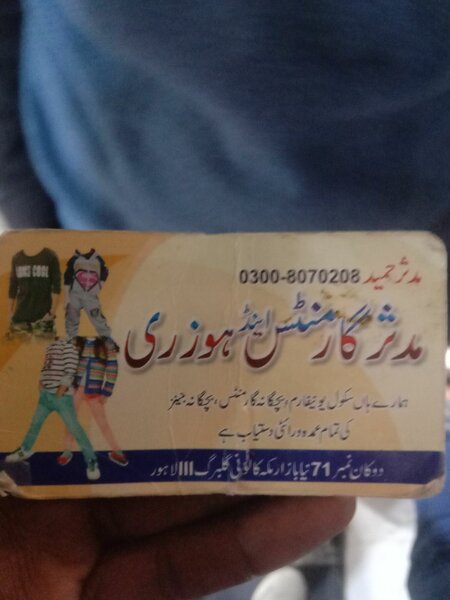 مدثر حمید 0300-8070208
مدثر گارمنٹس اینڈ ہوزری
ہمارے ہاں سکول یونیفارم، بچگانہ گارمنٹس، بچگانہ جینز
کی تمام عمدہ ورائٹی دستیاب ہے
دوکان نمبر 71 نیا بازار مکہ کالونی گلبرگ III لاہور